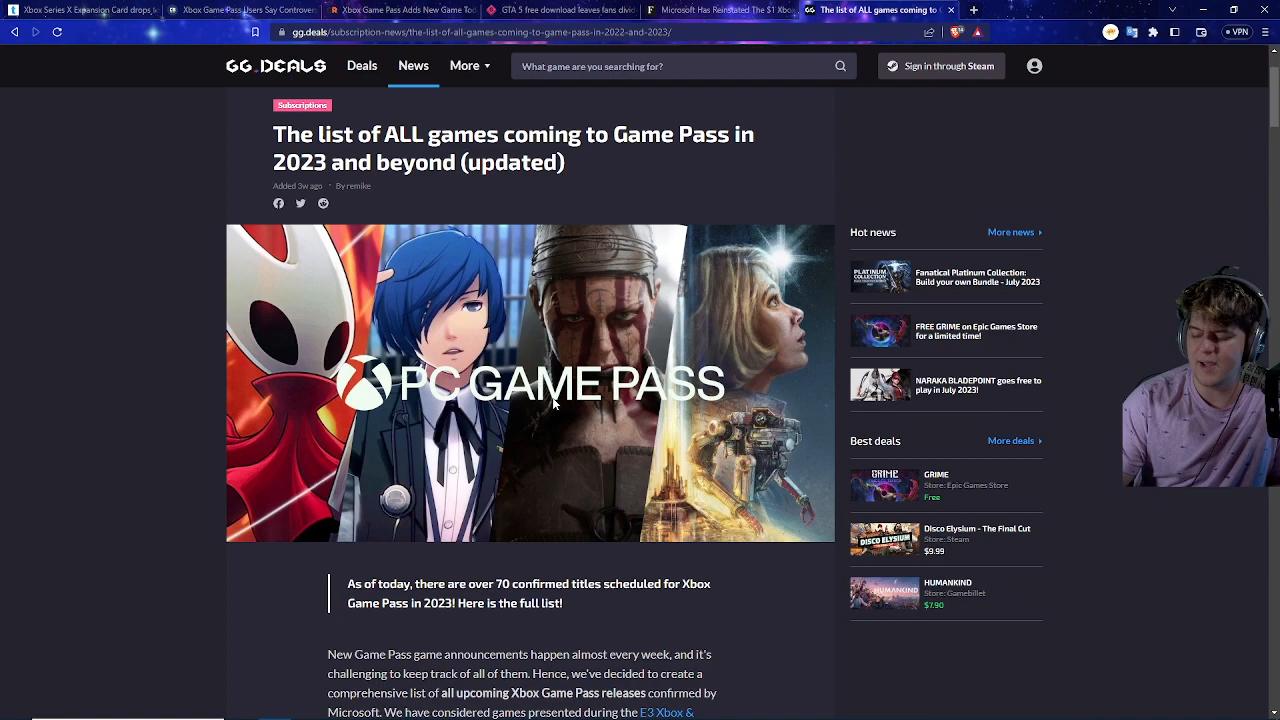 Xbox Series X Expansion Card drops
Xbox Game Pass Users Say Controver
Xbox Game Pass Adds New Game Tod
GTA 5 free download leaves fans divid
Microsoft Has Reinstated The $1 Xbox
The list of ALL games coming to
gg.deals/subscription-news/the-list-of-all-games-coming-to-game-pass-in-2022-and-2023/
VPN
GG.DEALS
Deals
News
More
What game are you searching for?
Sign in through Steam
Subscriptions
The list of ALL games coming to Game Pass in
2023 and beyond (updated)
Added 3w ago · By remike
PC GAME PASS
As of today, there are over 70 confirmed titles scheduled for Xbox
Game Pass in 2023! Here is the full list!
New Game Pass game announcements happen almost every week, and it's
challenging to keep track of all of them. Hence, we've decided to create a
comprehensive list of all upcoming Xbox Game Pass releases confirmed by
Microsoft. We have considered games presented during the E3 Xbox &
Hot news
More news
PLATINUM
COLLECTION
Fanatical Platinum Collection:
Build your own Bundle - July 2023
FREE GRIME on Epic Games Store
for a limited time!
NARAKA BLADEPOINT goes free to
play in July 2023!
Best deals
More deals
GRIME
GRIME
Store: Epic Games Store
Free
DISCO ELYSIUM
Disco Elysium - The Final Cut
Store: Steam
$9.99
HUMANKIND
HUMANKIND
Store: Gamebillet
$7.90